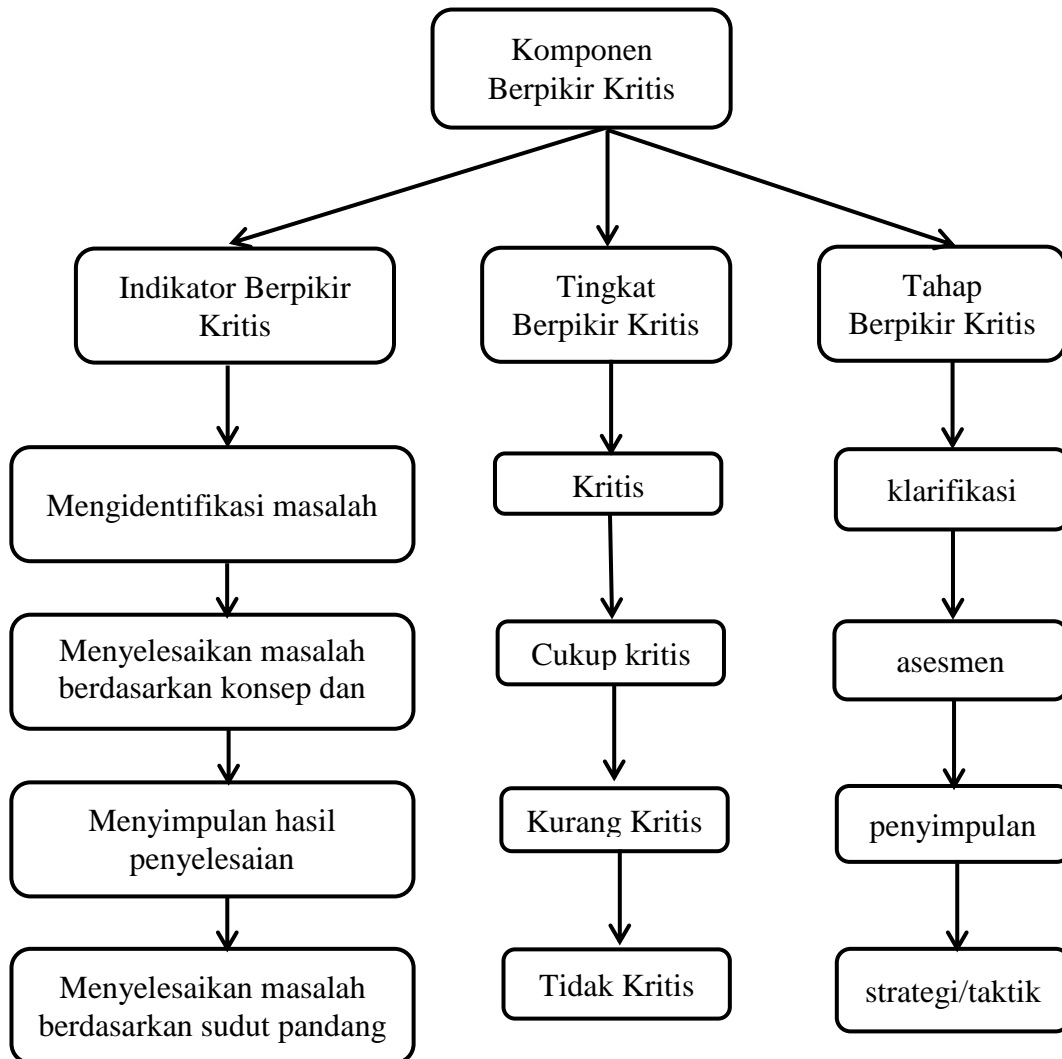 Komponen
Berpikir Kritis
Indikator Berpikir
Kritis
Tingkat
Berpikir Kritis
Tahap
Berpikir Kritis
Mengidentifikasi masalah
Kritis
klarifikasi
Menyelesaikan masalah
berdasarkan konsep dan
Cukup kritis
asesmen
Menyimpulan hasil
penyelesaian
Kurang Kritis
penyimpulan
Menyelesaikan masalah
berdasarkan sudut pandang
Tidak Kritis
strategi/taktik